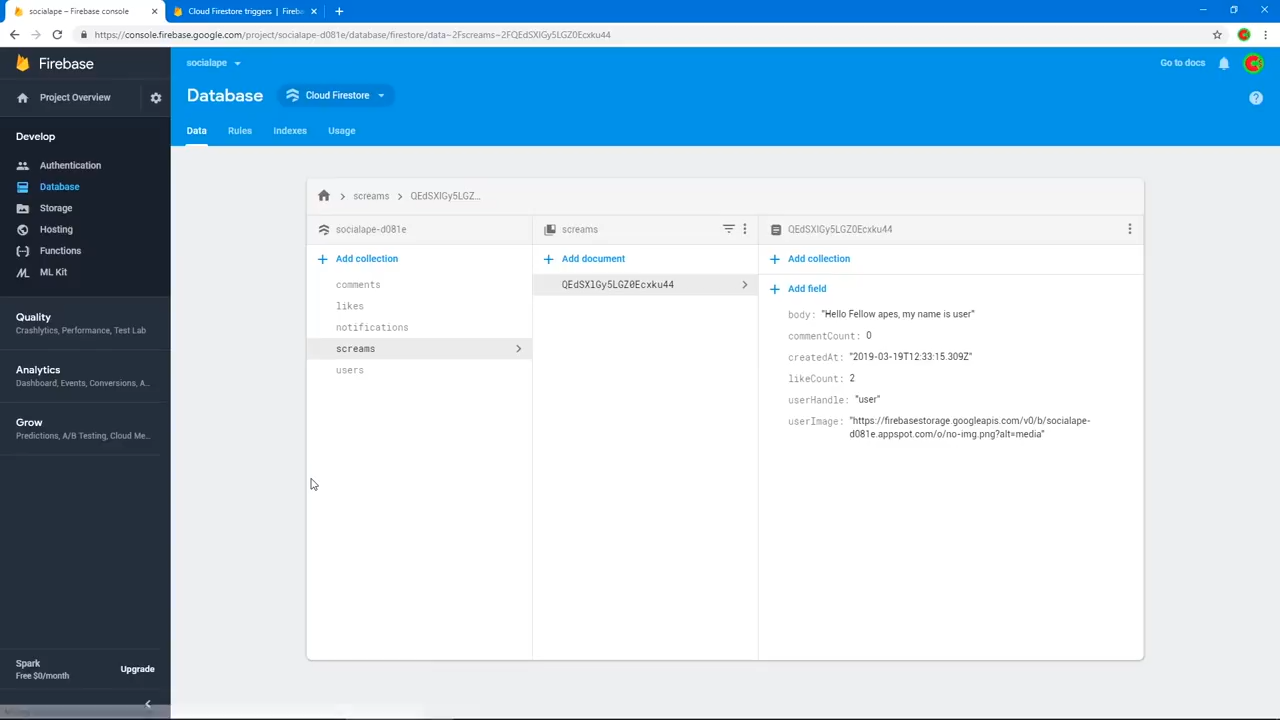 socialape – Firebase console
Cloud Firestore triggers | Fireba
https://console.firebase.google.com/project/socialape-d081e/database/firestore/data~2Fscreams~2FQEdSXlGy5LGZ0Ecxku44
Firebase
socialape
Go to docs
Project Overview
Database
Cloud Firestore
Develop
Data
Rules
Indexes
Usage
Authentication
Database
Storage
Hosting
Functions
ML Kit
Quality
Crashlytics, Performance, Test Lab
Analytics
Dashboard, Events, Conversions, A...
Grow
Predictions, A/B Testing, Cloud Me...
Spark
Free $0/month
Upgrade
screams
QEdSXlGy5LGZ...
socialape-d081e
Add collection
comments
likes
notifications
screams
users
screams
Add document
QEdSXlGy5LGZ0Ecxku44
QEdSXlGy5LGZ0Ecxku44
Add collection
Add field
body: "Hello Fellow apes, my name is user"
commentCount: 0
createdAt: "2019-03-19T12:33:15.309Z"
likeCount: 2
userHandle: "user"
userImage: "https://firebasestorage.googleapis.com/v0/b/socialape-
d081e.appspot.com/o/no-img.png?alt=media"